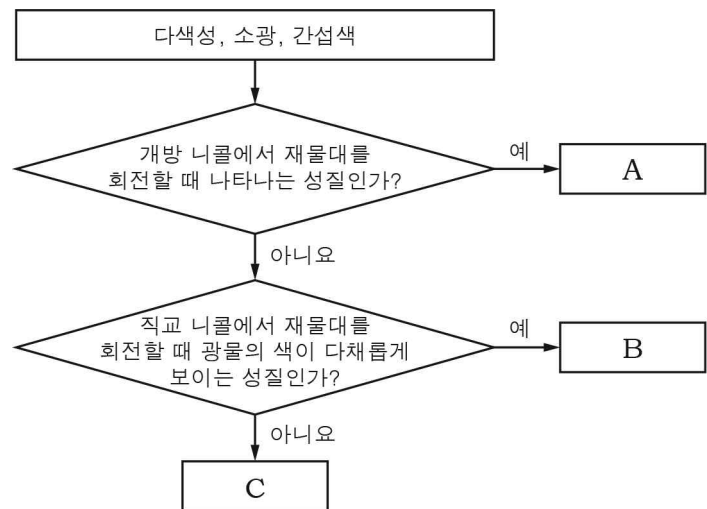 다색성, 소광, 간섭색
개방 니콜에서 재물대를
회전할 때 나타나는 성질인가?
예
A
아니요
직교 니콜에서 재물대를
회전할 때 광물의 색이 다채롭게
보이는 성질인가?
예
B
아니요
C